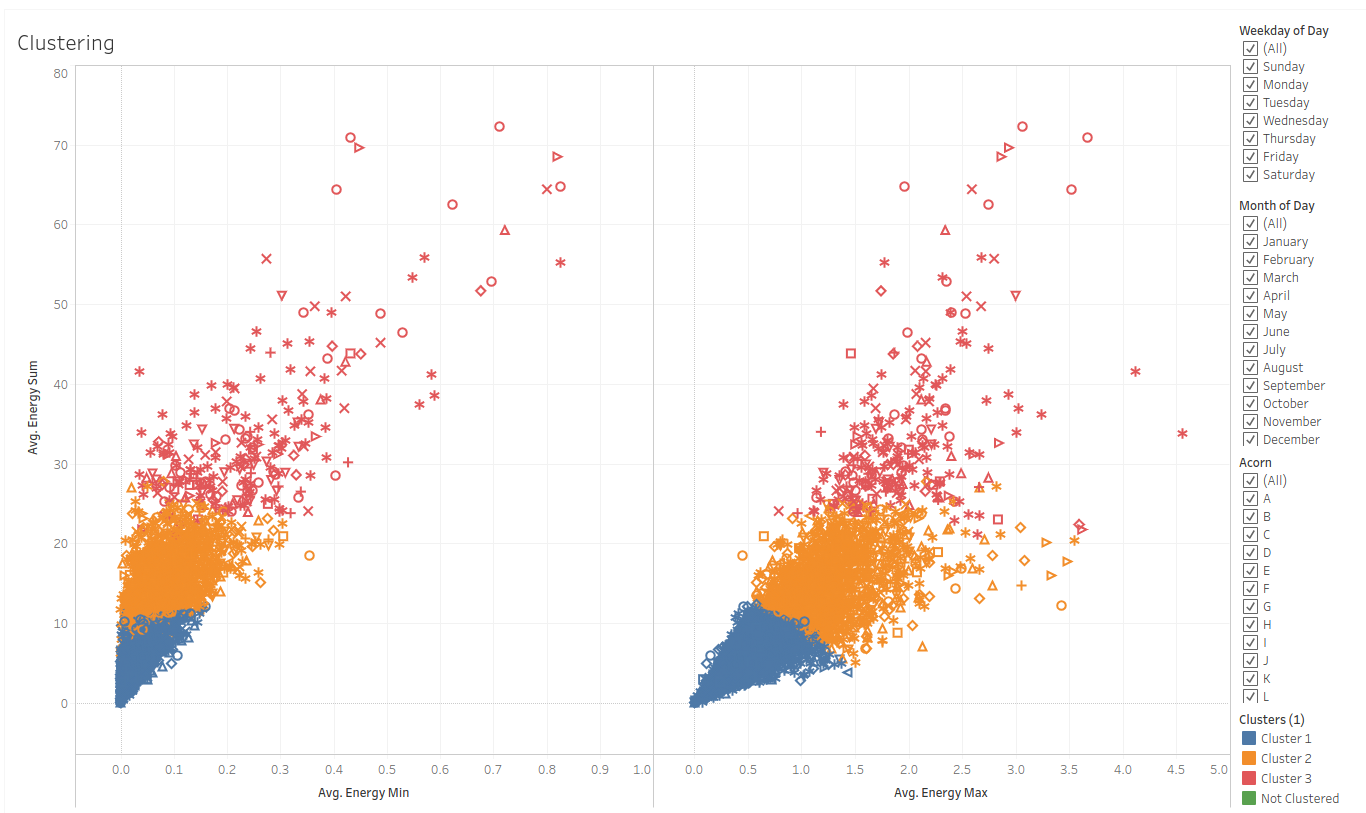 Clustering
80
70
60
50
40
30
20
10
0
Avg. Energy Sum
0.0 0.1 0.2 0.3 0.4 0.5 0.6 0.7 0.8 0.9 1.0
Avg. Energy Min
0.0 0.5 1.0 1.5 2.0 2.5 3.0 3.5 4.0 4.5 5.0
Avg. Energy Max
Weekday of Day
(All)
Sunday
Monday
Tuesday
Wednesday
Thursday
Friday
Saturday
Month of Day
(All)
January
February
March
April
May
June
July
August
September
October
November
December
Acorn
(All)
A
B
C
D
E
F
G
H
I
J
K
L
Clusters (1)
Cluster 1
Cluster 2
Cluster 3
Not Clustered